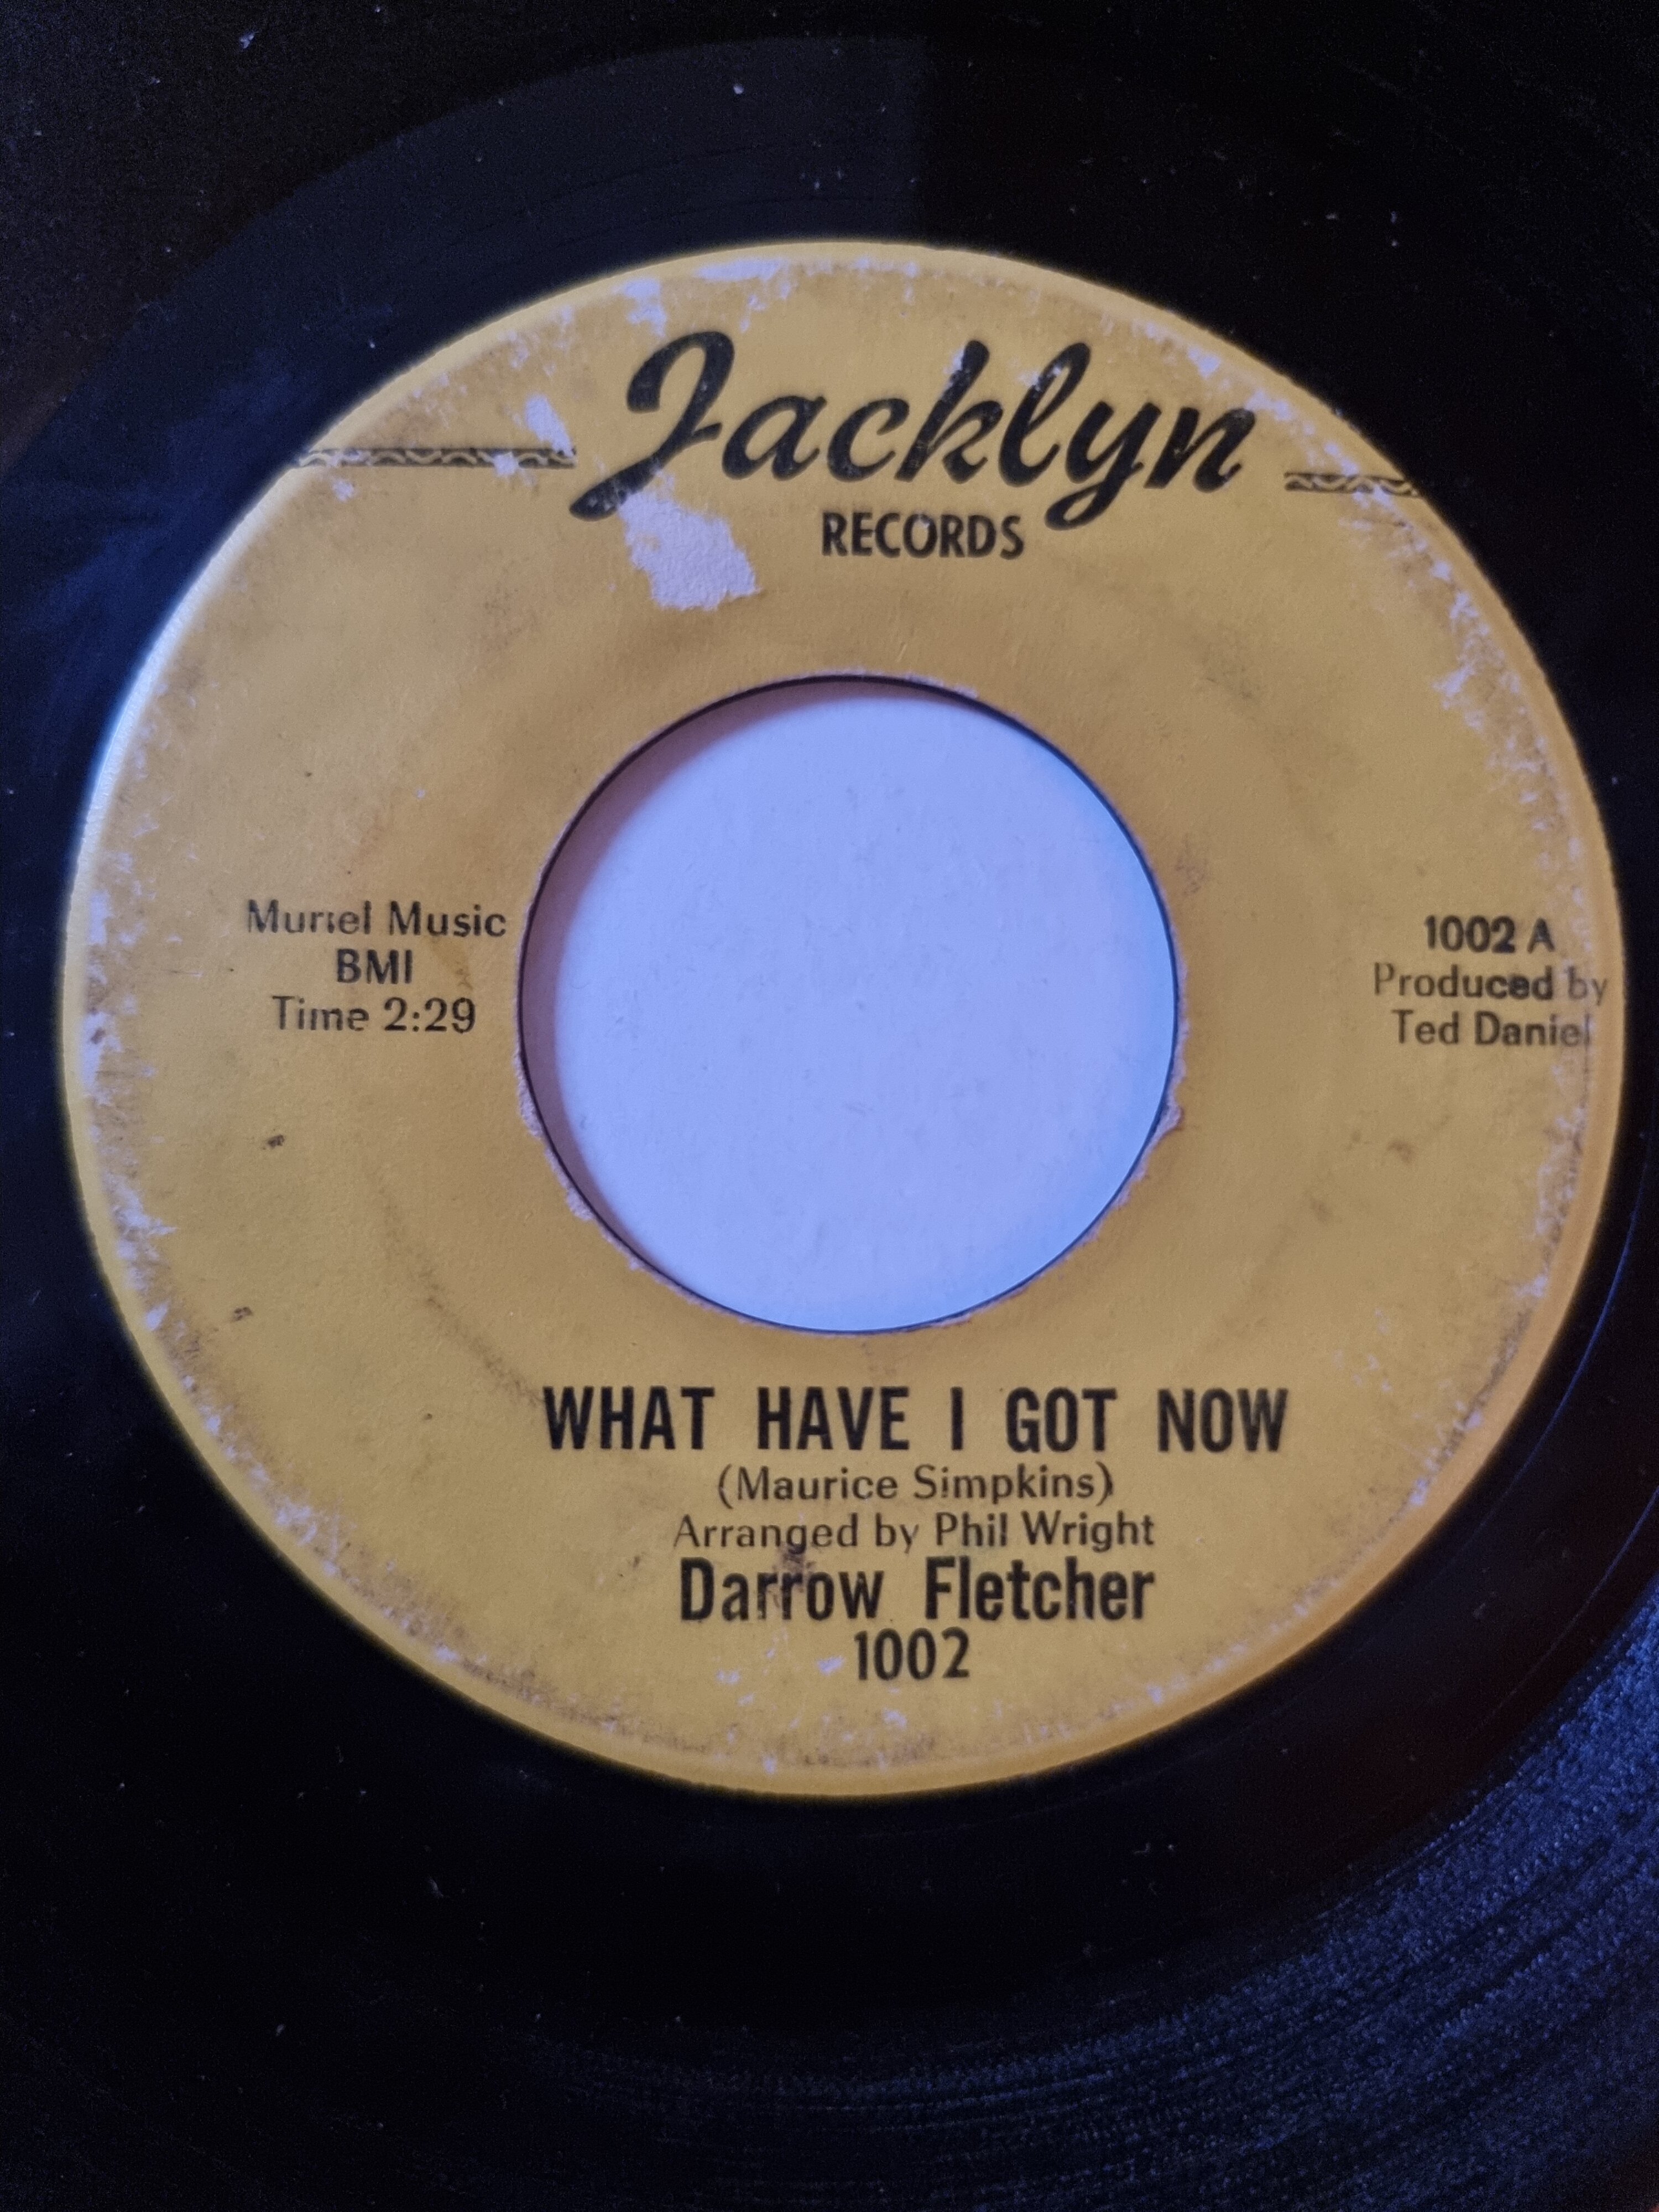 Jacklyn
RECORDS
Muriel Music
BMI
Time 2:29
1002 A
Produced by
Ted Daniel
WHAT HAVE I GOT NOW
(Maurice Simpkins)
Arranged by Phil Wright
Darrow Fletcher
1002